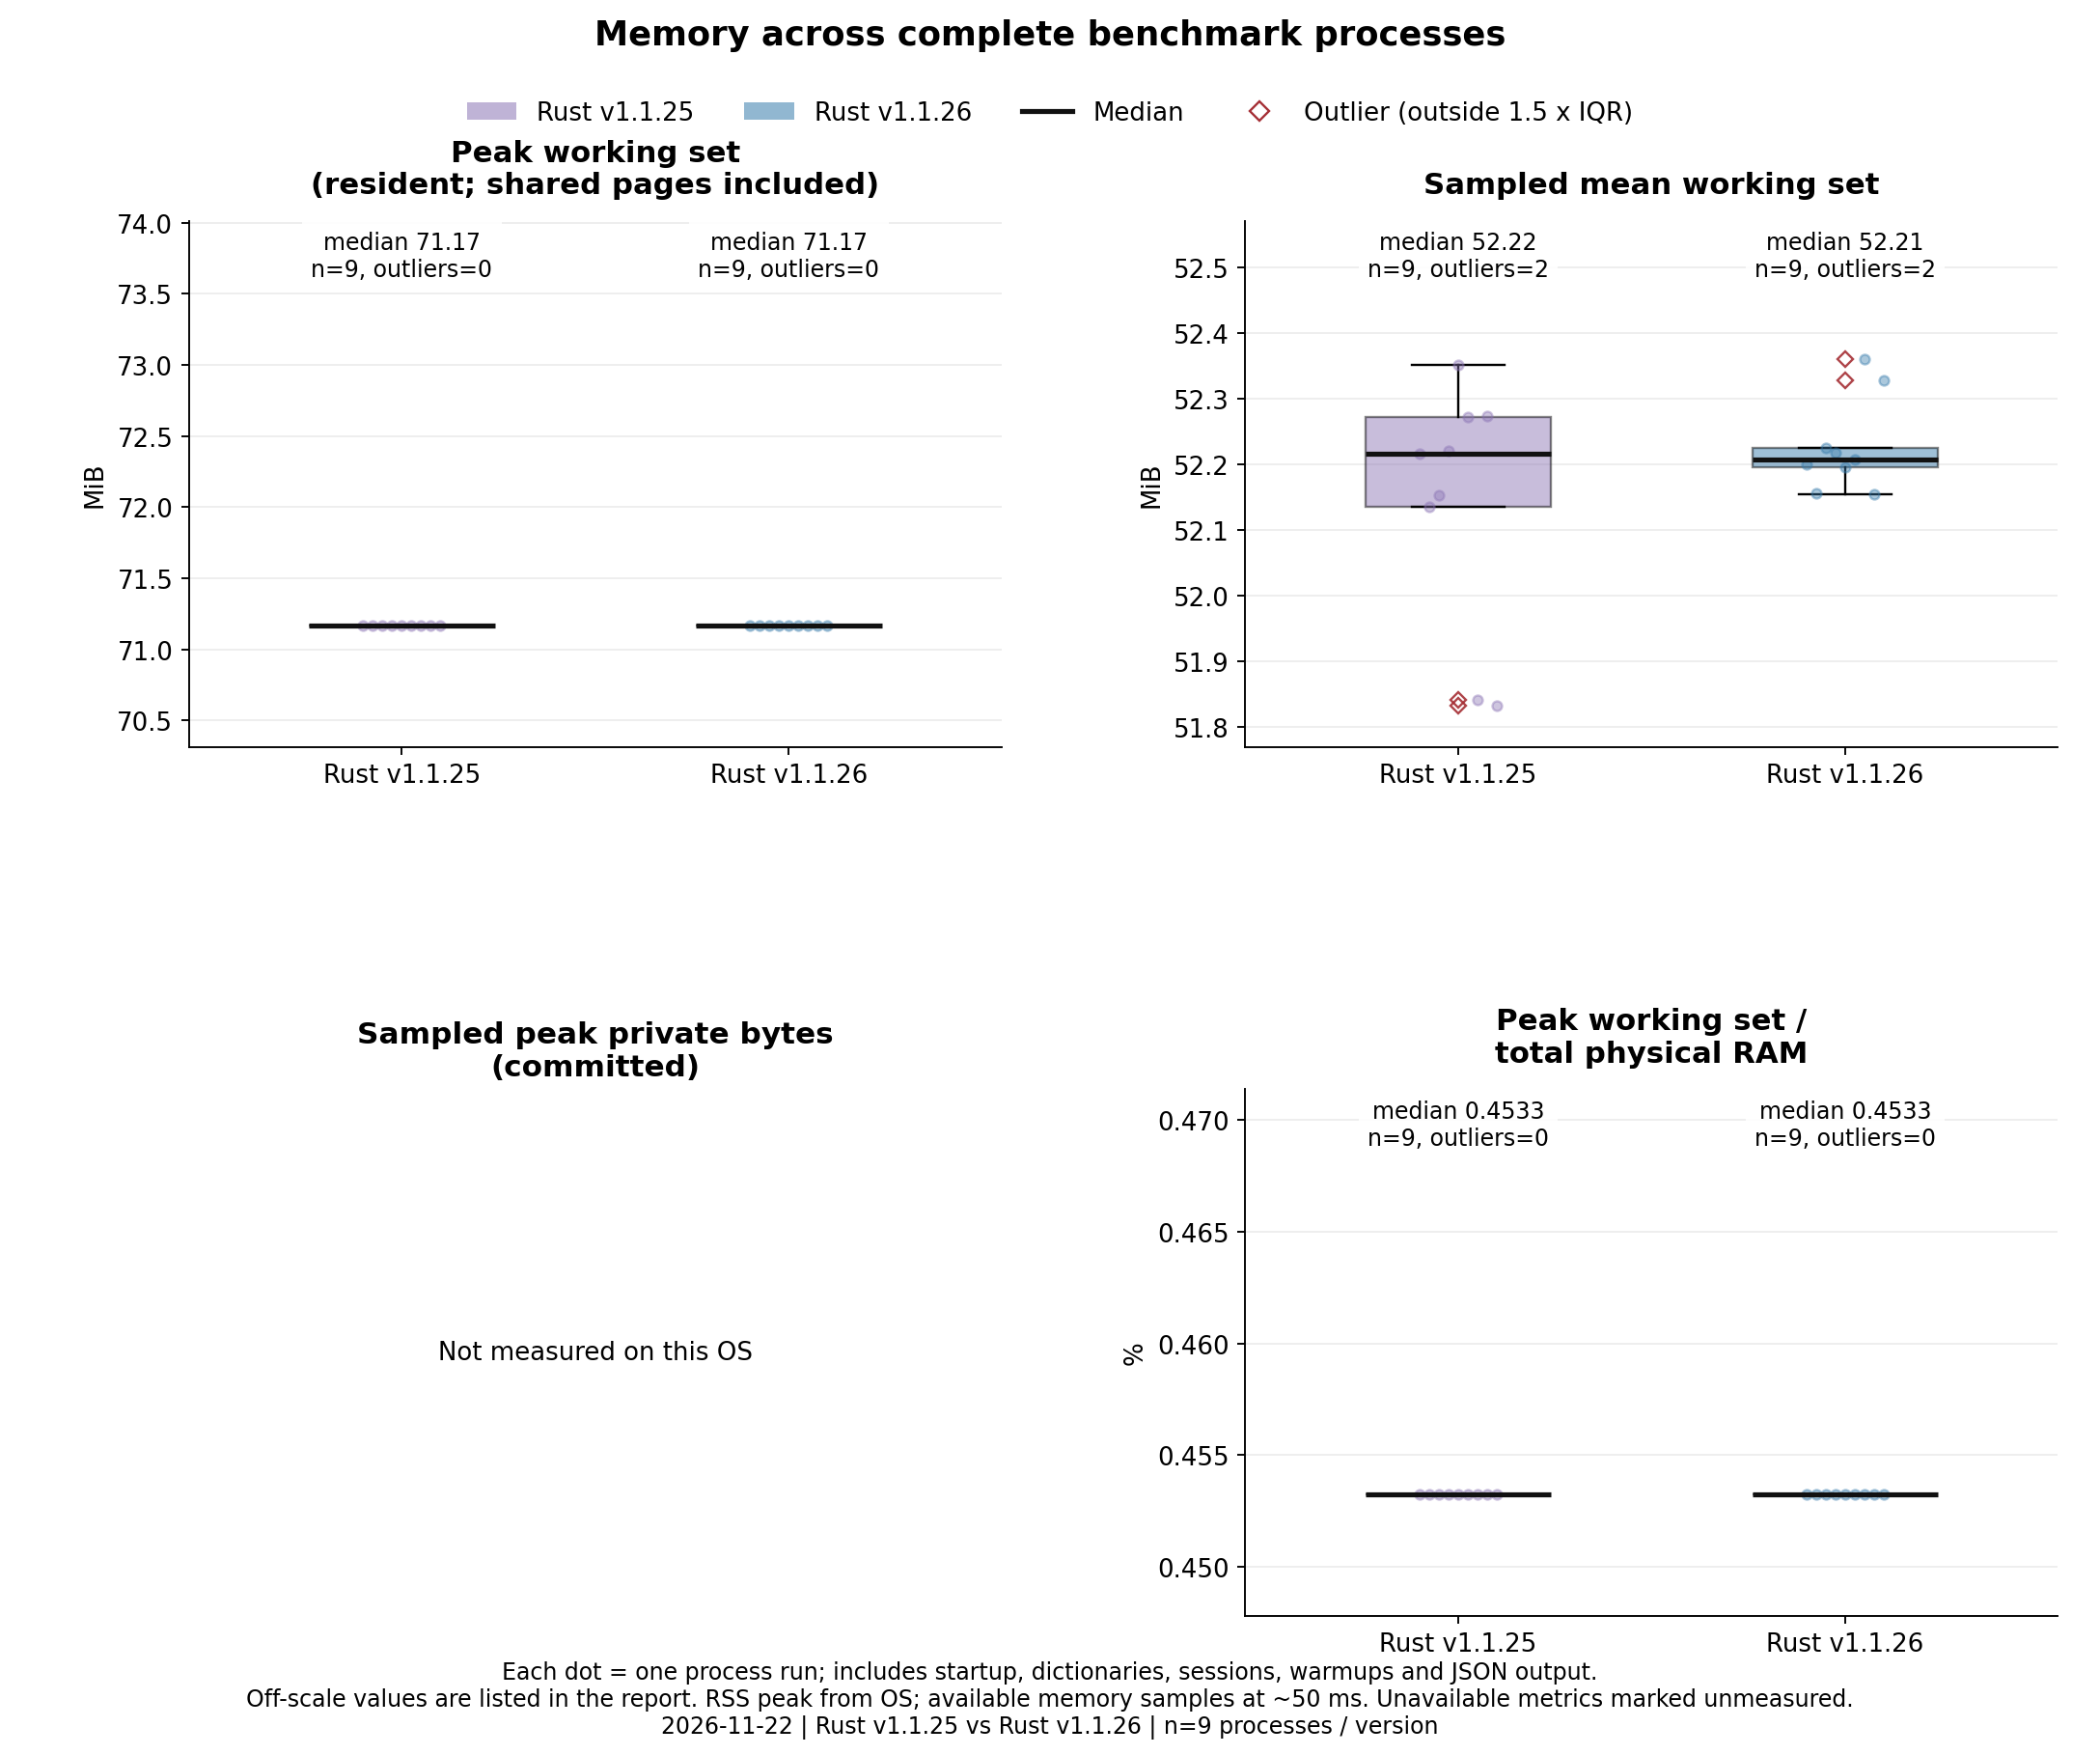 Memory across complete benchmark processes
Rust v1.1.25
Rust v1.1.26
Median
Outlier (outside 1.5 x IQR)
Peak working set
(resident; shared pages included)
74.0
73.5
73.0
72.5
72.0
71.5
71.0
70.5
MiB
median 71.17
n=9, outliers=0
median 71.17
n=9, outliers=0
Rust v1.1.25
Rust v1.1.26
Sampled mean working set
52.5
52.4
52.3
52.2
52.1
52.0
51.9
51.8
MiB
median 52.22
n=9, outliers=2
median 52.21
n=9, outliers=2
Rust v1.1.25
Rust v1.1.26
Sampled peak private bytes
(committed)
Not measured on this OS
Peak working set /
total physical RAM
0.470
0.465
0.460
0.455
0.450
%
median 0.4533
n=9, outliers=0
median 0.4533
n=9, outliers=0
Rust v1.1.25
Rust v1.1.26
Each dot = one process run; includes startup, dictionaries, sessions, warmups and JSON output.
Off-scale values are listed in the report. RSS peak from OS; available memory samples at ~50 ms. Unavailable metrics marked unmeasured.
2026-11-22 | Rust v1.1.25 vs Rust v1.1.26 | n=9 processes / version